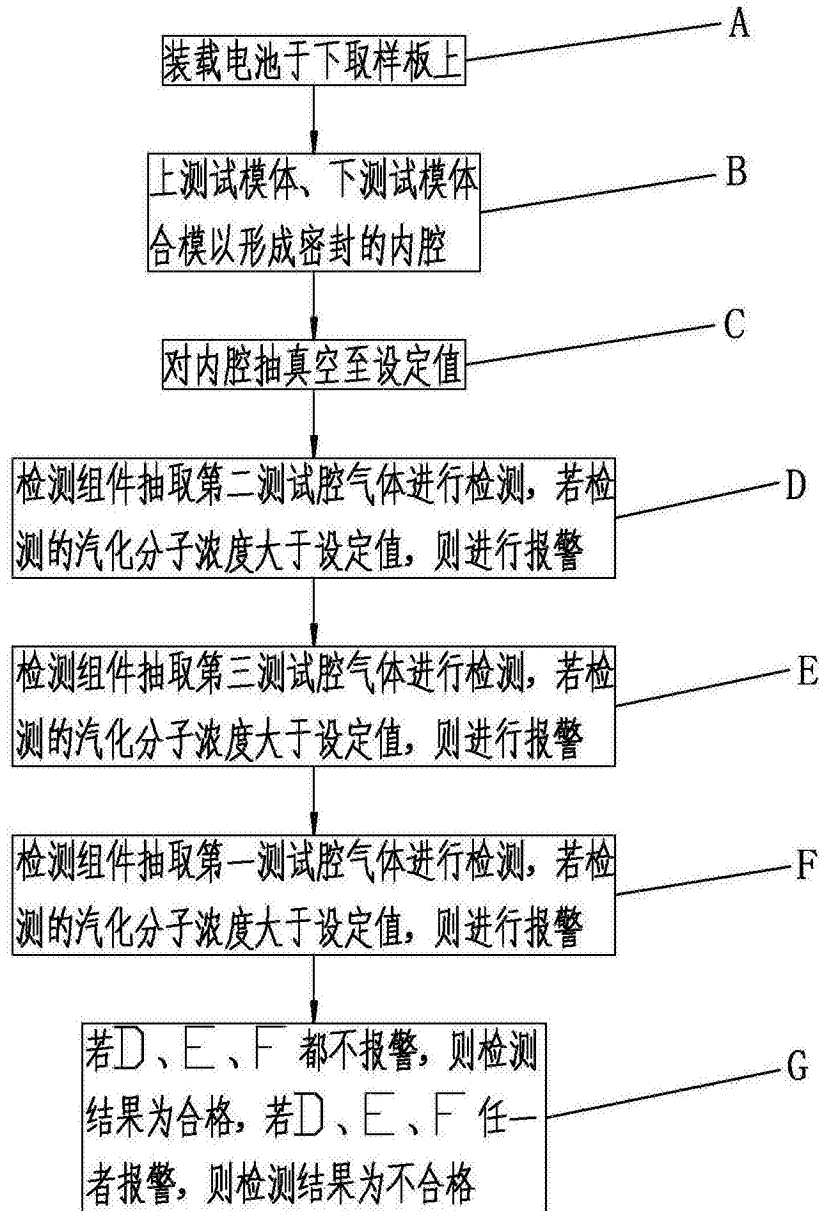 A
装载电池于下取样板上
B
上测试模体、下测试模体
合模以形成密封的内腔
C
对内腔抽真空至设定值
D
检测组件抽取第二测试腔气体进行检测，若检
测的汽化分子浓度大于设定值，则进行报警
E
检测组件抽取第三测试腔气体进行检测，若检
测的汽化分子浓度大于设定值，则进行报警
F
检测组件抽取第一测试腔气体进行检测，若检
测的汽化分子浓度大于设定值，则进行报警
G
若D、E、F都不报警，则检测
结果为合格，若D、E、F任一
者报警，则检测结果为不合格